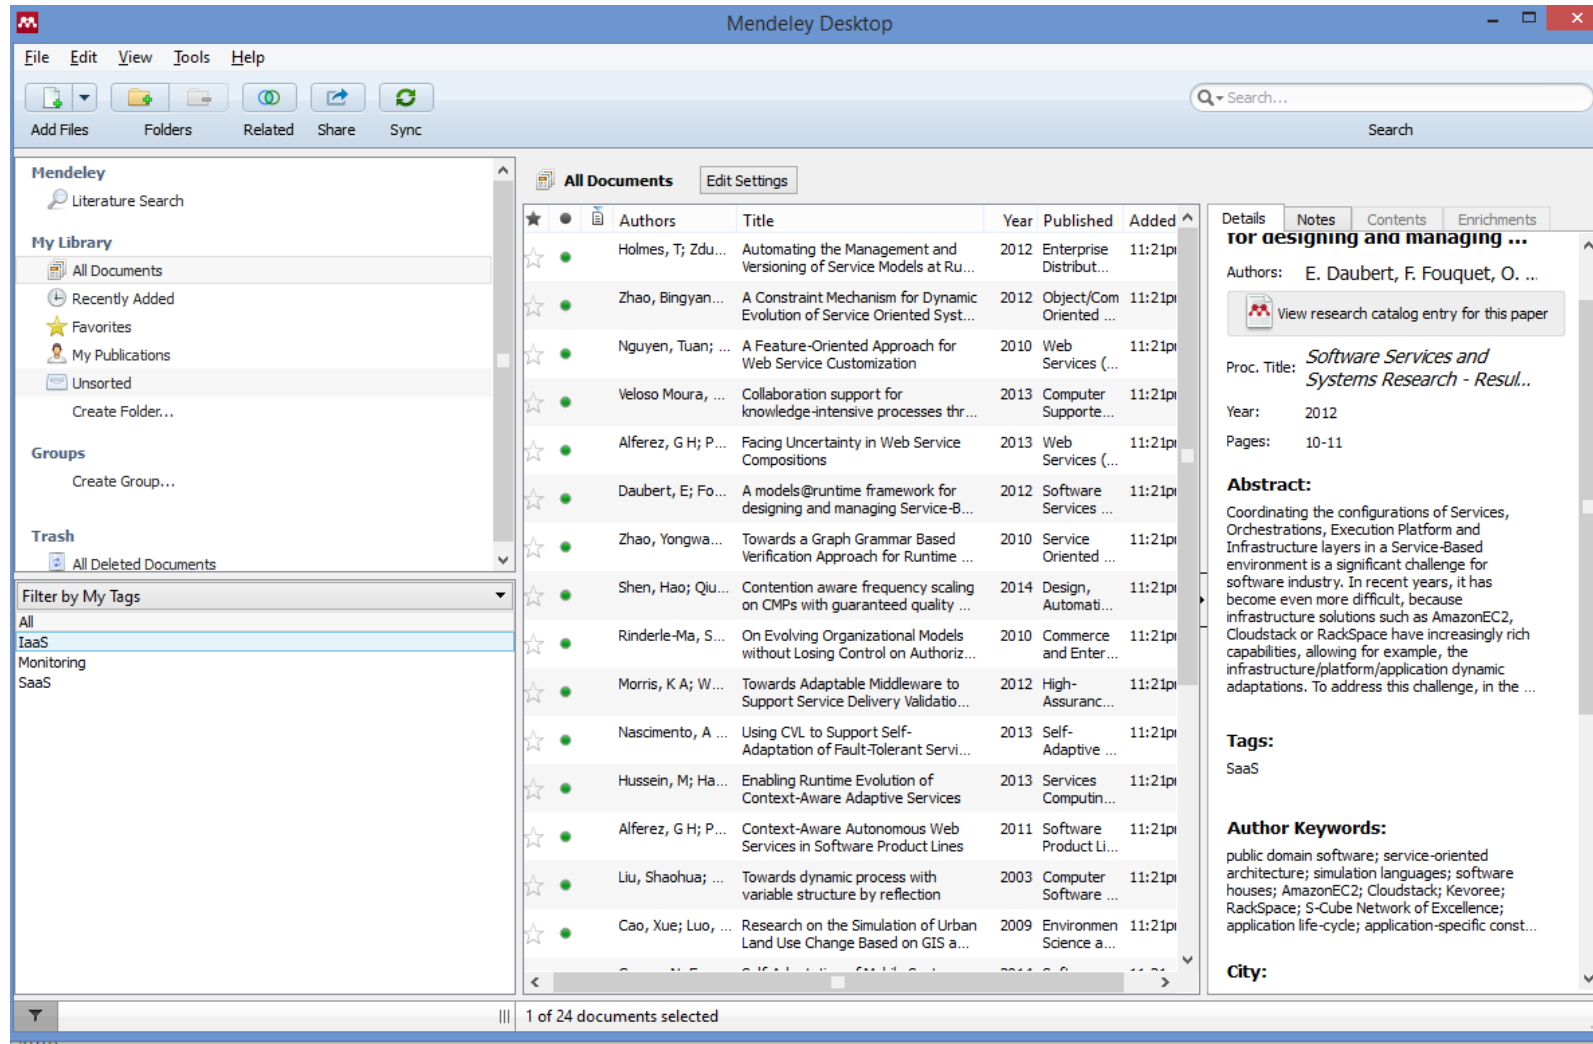 Mendeley Desktop
File Edit View Tools Help
Search...
Add Files Folders Related Share Sync Search
Mendeley
Literature Search
My Library
All Documents
Recently Added
Favorites
My Publications
Unsorted
Create Folder...
Groups
Create Group...
Trash
All Deleted Documents
Filter by My Tags
All
IaaS
Monitoring
SaaS
All Documents Edit Settings
Authors Title Year Published Added
Holmes, T; Zdu... Automating the Management and 2012 Enterprise 11:21p
Versioning of Service Models at Ru... Distribut...
Zhao, Bingyan... A Constraint Mechanism for Dynamic 2012 Object/Com 11:21p
Evolution of Service Oriented Syst... Oriented ...
Nguyen, Tuan; ... A Feature-Oriented Approach for 2010 Web 11:21p
Web Service Customization Services (...
Veloso Moura, ... Collaboration support for 2013 Computer 11:21p
knowledge-intensive processes thr... Supporte...
Alferez, G H; P... Facing Uncertainty in Web Service 2013 Web 11:21p
Compositions Services (...
Daubert, E; Fo... A models@runtime framework for 2012 Software 11:21p
designing and managing Service-B... Services ...
Zhao, Yongwa... Towards a Graph Grammar Based 2010 Service 11:21p
Verification Approach for Runtime ... Oriented ...
Shen, Hao; Qiu... Contention aware frequency scaling 2014 Design, 11:21p
on CMPs with guaranteed quality ... Automati...
Rinderle-Ma, S... On Evolving Organizational Models 2010 Commerce 11:21p
without Losing Control on Authoriz... and Enter...
Morris, K A; W... Towards Adaptable Middleware to 2012 High- 11:21p
Support Service Delivery Validatio... Assuranc...
Nascimento, A ... Using CVL to Support Self- 2013 Self- 11:21p
Adaptation of Fault-Tolerant Servi... Adaptive ...
Hussein, M; Ha... Enabling Runtime Evolution of 2013 Services 11:21p
Context-Aware Adaptive Services Computin...
Alferez, G H; P... Context-Aware Autonomous Web 2011 Software 11:21p
Services in Software Product Lines Product Li...
Liu, Shaohua; ... Towards dynamic process with 2003 Computer 11:21p
variable structure by reflection Software ...
Cao, Xue; Luo, ... Research on the Simulation of Urban 2009 Environmen 11:21p
Land Use Change Based on GIS a... Science a...
Details Notes Contents Enrichments
for designing and managing ...
Authors: E. Daubert, F. Fouquet, O. ...
View research catalog entry for this paper
Proc. Title: Software Services and
Systems Research - Resul...
Year: 2012
Pages: 10-11
Abstract:
Coordinating the configurations of Services,
Orchestrations, Execution Platform and
Infrastructure layers in a Service-Based
environment is a significant challenge for
software industry. In recent years, it has
become even more difficult, because
infrastructure solutions such as AmazonEC2,
Cloudstack or RackSpace have increasingly rich
capabilities, allowing for example, the
infrastructure/platform/application dynamic
adaptations. To address this challenge, in the ...
Tags:
SaaS
Author Keywords:
public domain software; service-oriented
architecture; simulation languages; software
houses; AmazonEC2; Cloudstack; Kevoree;
RackSpace; S-Cube Network of Excellence;
application life-cycle; application-specific const...
City:
1 of 24 documents selected